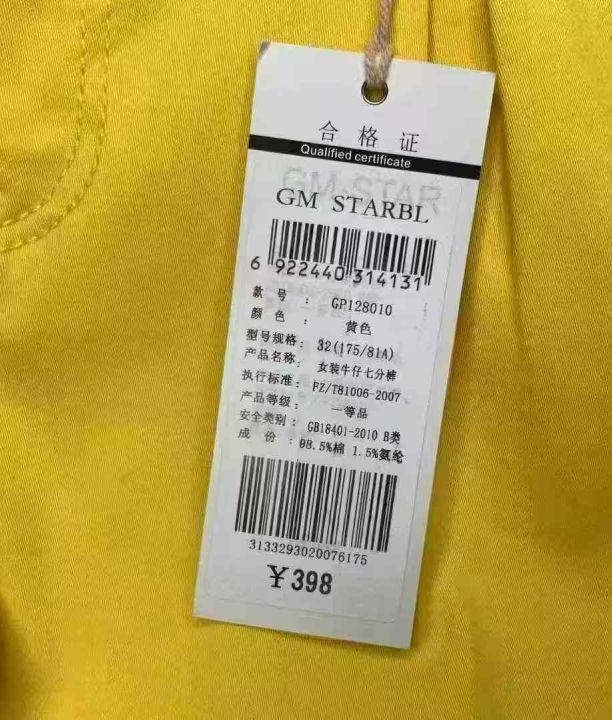 合格证
Qualified certificate
GM-STAR
GM STARBL
6 922440 314131
款号： GP128010
颜色： 黄色
型号规格： 32(175/81A)
产品名称： 女装牛仔七分裤
执行标准： FZ/T81006-2007
产品等级： 一等品
安全类别： GB18401-2010 B类
成份：98.5%棉 1.5%氨纶
3133293020076175
￥398